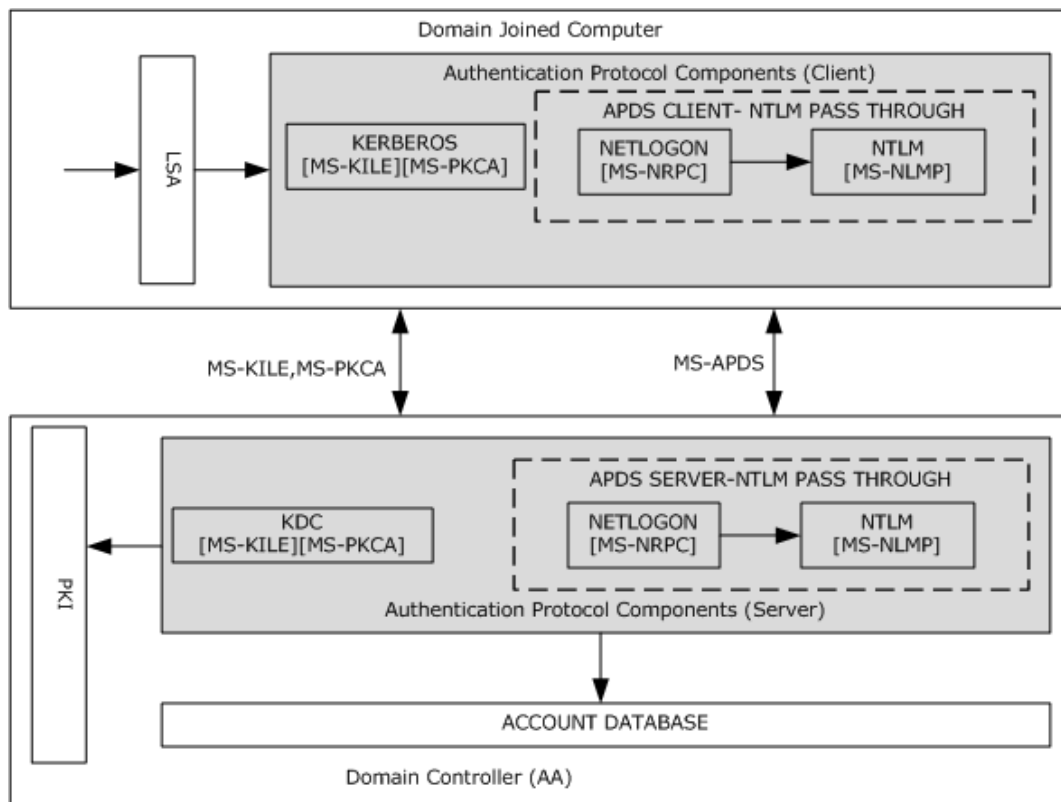 Domain Joined Computer
Authentication Protocol Components (Client)
LSA
KERBEROS
[MS-KILE][MS-PKCA]
APDS CLIENT- NTLM PASS THROUGH
NETLOGON
[MS-NRPC]
NTLM
[MS-NLMP]
MS-KILE,MS-PKCA
MS-APDS
PKI
KDC
[MS-KILE][MS-PKCA]
APDS SERVER-NTLM PASS THROUGH
NETLOGON
[MS-NRPC]
NTLM
[MS-NLMP]
Authentication Protocol Components (Server)
ACCOUNT DATABASE
Domain Controller (AA)